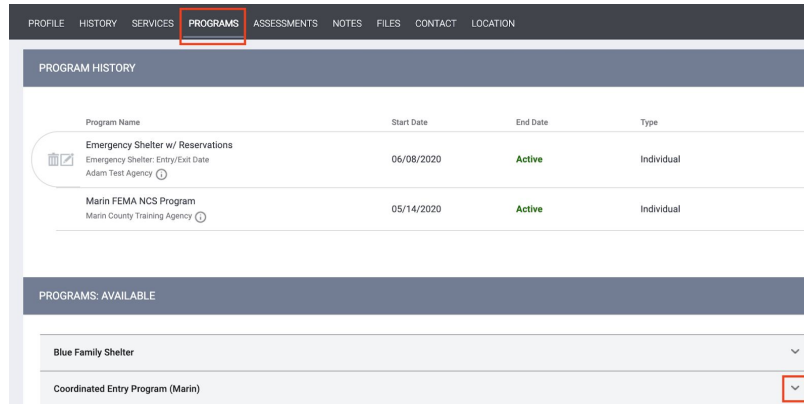 PROFILE HISTORY SERVICES PROGRAMS ASSESSMENTS NOTES FILES CONTACT LOCATION
PROGRAM HISTORY
Program Name Start Date End Date Type
Emergency Shelter w/ Reservations
Emergency Shelter: Entry/Exit Date 06/08/2020 Active Individual
Adam Test Agency
Marin FEMA NCS Program
05/14/2020 Active Individual
Marin County Training Agency
PROGRAMS: AVAILABLE
Blue Family Shelter
Coordinated Entry Program (Marin)